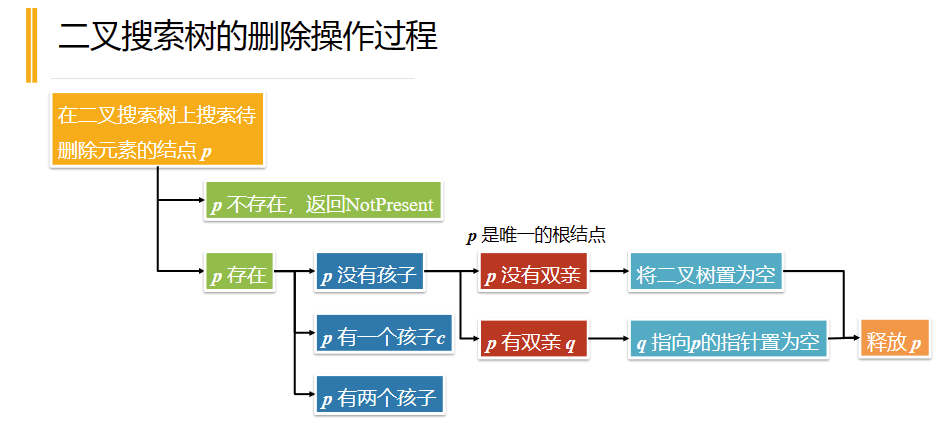 二叉搜索树的删除操作过程
在二叉搜索树上搜索待
删除元素的结点 p
p 不存在，返回NotPresent
p 是唯一的根结点
p 存在
p 没有孩子
p 没有双亲
将二叉树置为空
p 有一个孩子c
p 有双亲 q
q 指向p的指针置为空
释放 p
p 有两个孩子